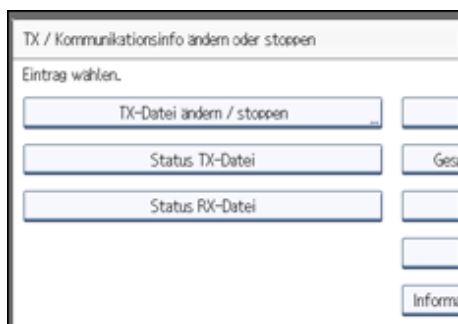 TX / Kommunikationsinfo ändern oder stoppen
Eintrag wählen.
TX-Datei ändern / stoppen
Status TX-Datei
Status RX-Datei